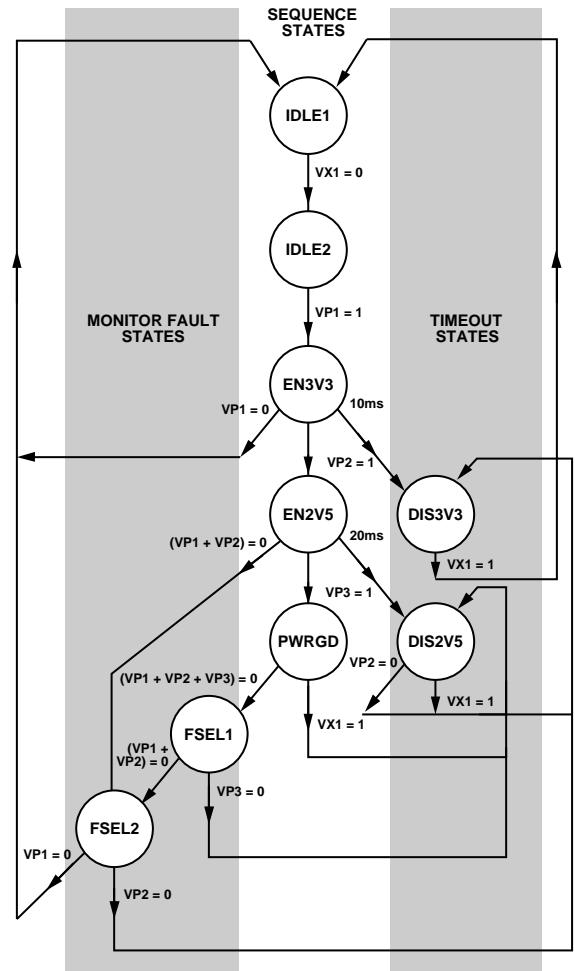 SEQUENCE
STATES
IDLE1
VX1 = 0
IDLE2
MONITOR FAULT
STATES
VP1 = 1
TIMEOUT
STATES
EN3V3
VP1 = 0
10ms
VP2 = 1
DIS3V3
EN2V5
(VP1 + VP2) = 0
20ms
VX1 = 1
VP3 = 1
PWRGD
DIS2V5
VP2 = 0
(VP1 + VP2 + VP3) = 0
VX1 = 1
VX1 = 1
FSEL1
(VP1 +
VP2) = 0
VP3 = 0
FSEL2
VP1 = 0
VP2 = 0